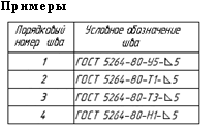 Примеры
Порядковый номер шва
Условное обозначение шва
1 ГОСТ 5264-80-У5-⊿5
2 ГОСТ 5264-80-Т1-⊿5
3 ГОСТ 5264-80-Т3-⊿5
4 ГОСТ 5264-80-Н1-⊿5